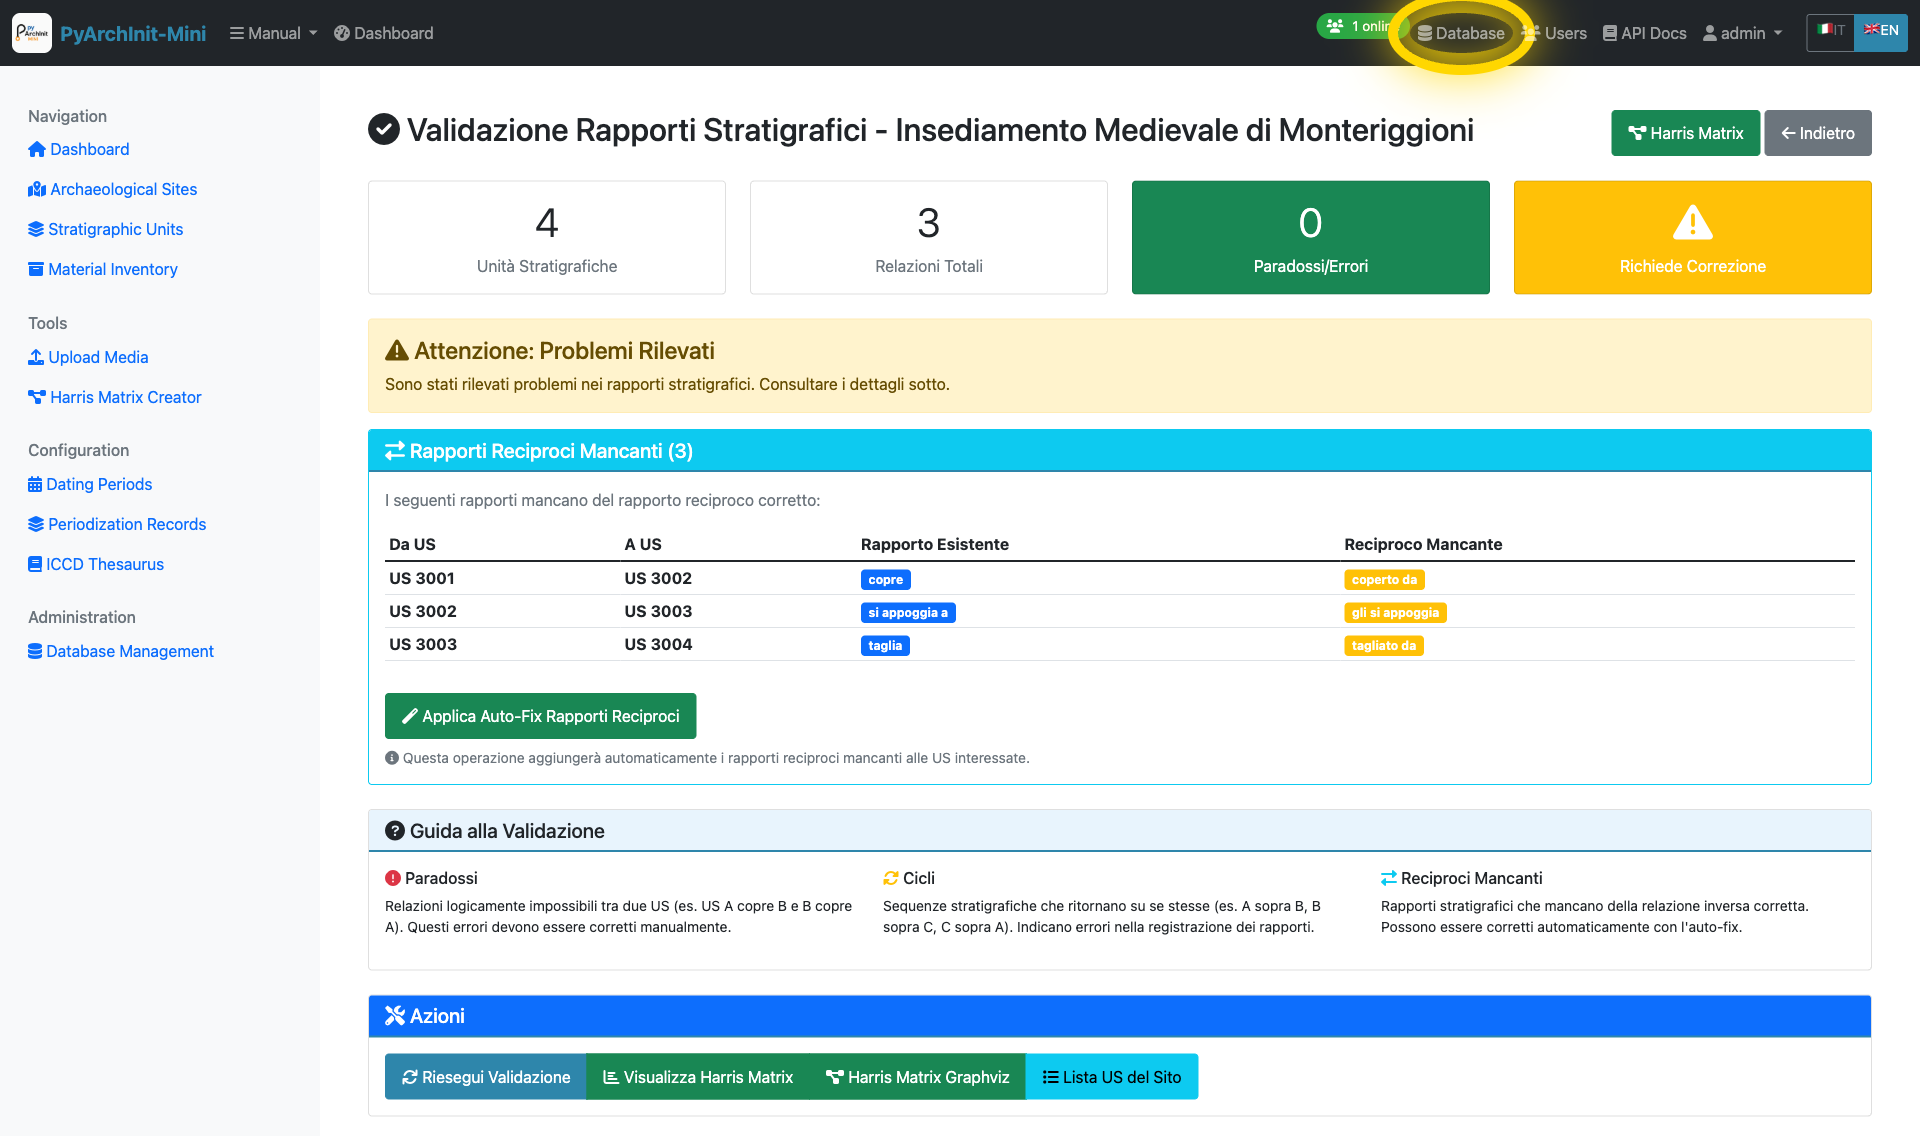 PyArchInit-Mini
Manual
Dashboard
1 onlin
Database
Users
API Docs
admin
IT
EN
Navigation
Dashboard
Archaeological Sites
Stratigraphic Units
Material Inventory
Tools
Upload Media
Harris Matrix Creator
Configuration
Dating Periods
Periodization Records
ICCD Thesaurus
Administration
Database Management
Validazione Rapporti Stratigrafici - Insediamento Medievale di Monteriggioni
Harris Matrix
Indietro
4
Unità Stratigrafiche
3
Relazioni Totali
0
Paradossi/Errori
Richiede Correzione
Attenzione: Problemi Rilevati
Sono stati rilevati problemi nei rapporti stratigrafici. Consultare i dettagli sotto.
Rapporti Reciproci Mancanti (3)
I seguenti rapporti mancano del rapporto reciproco corretto:
Da US A US Rapporto Esistente Reciproco Mancante
US 3001 US 3002 copre coperto da
US 3002 US 3003 si appoggia a gli si appoggia
US 3003 US 3004 taglia tagliato da
Applica Auto-Fix Rapporti Reciproci
Questa operazione aggiungerà automaticamente i rapporti reciproci mancanti alle US interessate.
Guida alla Validazione
Paradossi
Relazioni logicamente impossibili tra due US (es. US A copre B e B copre
A). Questi errori devono essere corretti manualmente.
Cicli
Sequenze stratigrafiche che ritornano su se stesse (es. A sopra B, B
sopra C, C sopra A). Indicano errori nella registrazione dei rapporti.
Reciproci Mancanti
Rapporti stratigrafici che mancano della relazione inversa corretta.
Possono essere corretti automaticamente con l'auto-fix.
Azioni
Riesegui Validazione
Visualizza Harris Matrix
Harris Matrix Graphviz
Lista US del Sito